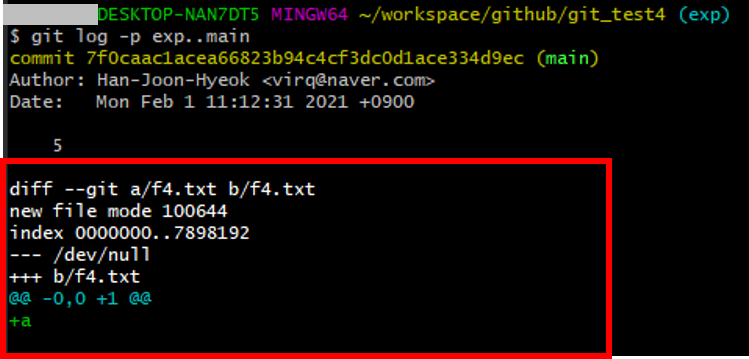 DESKTOP-NAN7DT5 MINGW64 ~/workspace/github/git_test4 (exp)
$ git log -p exp..main
commit 7f0caac1acea66823b94c4cf3dc0d1ace334d9ec (main)
Author: Han-Joon-Hyeok <virq@naver.com>
Date:   Mon Feb 1 11:12:31 2021 +0900
5
diff --git a/f4.txt b/f4.txt
new file mode 100644
index 0000000..7898192
--- /dev/null
+++ b/f4.txt
@@ -0,0 +1 @@
+a